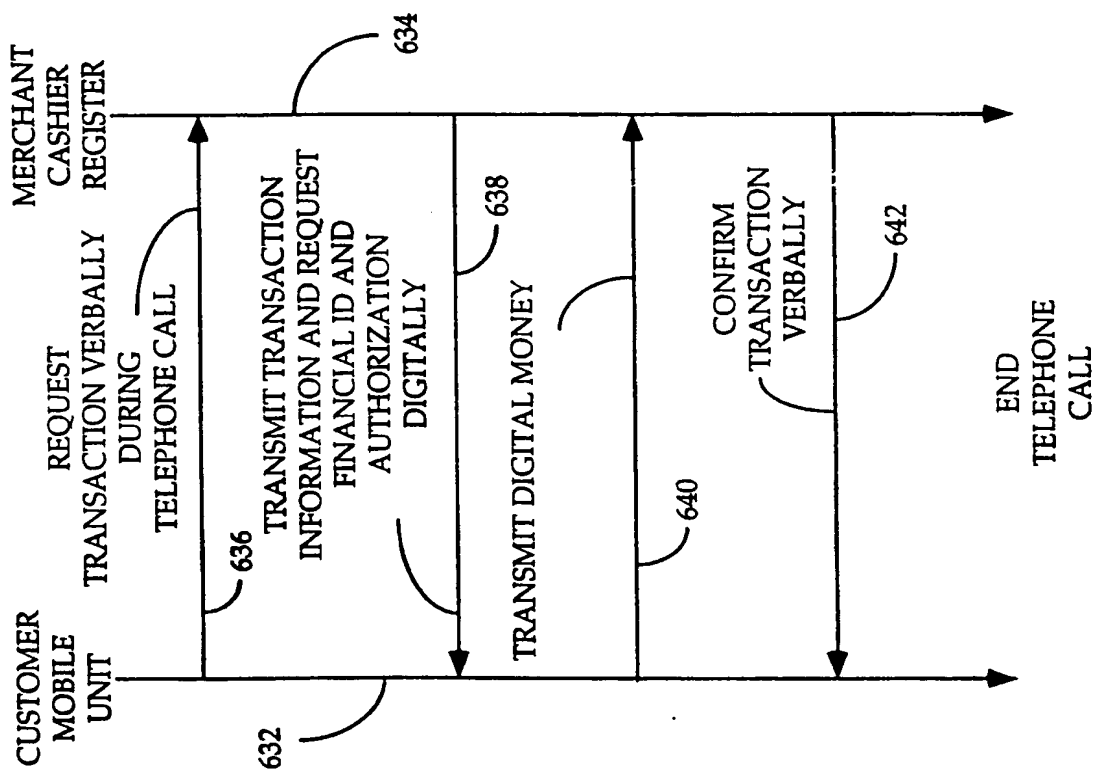 CUSTOMER
MOBILE
UNIT
REQUEST
TRANSACTION VERBALLY
DURING
TELEPHONE CALL
MERCHANT
CASHIER
REGISTER
636
634
TRANSMIT TRANSACTION
INFORMATION AND REQUEST
FINANCIAL ID AND
AUTHORIZATION
DIGITALLY
632
638
TRANSMIT DIGITAL MONEY
640
CONFIRM
TRANSACTION
VERBALLY
642
END
TELEPHONE
CALL